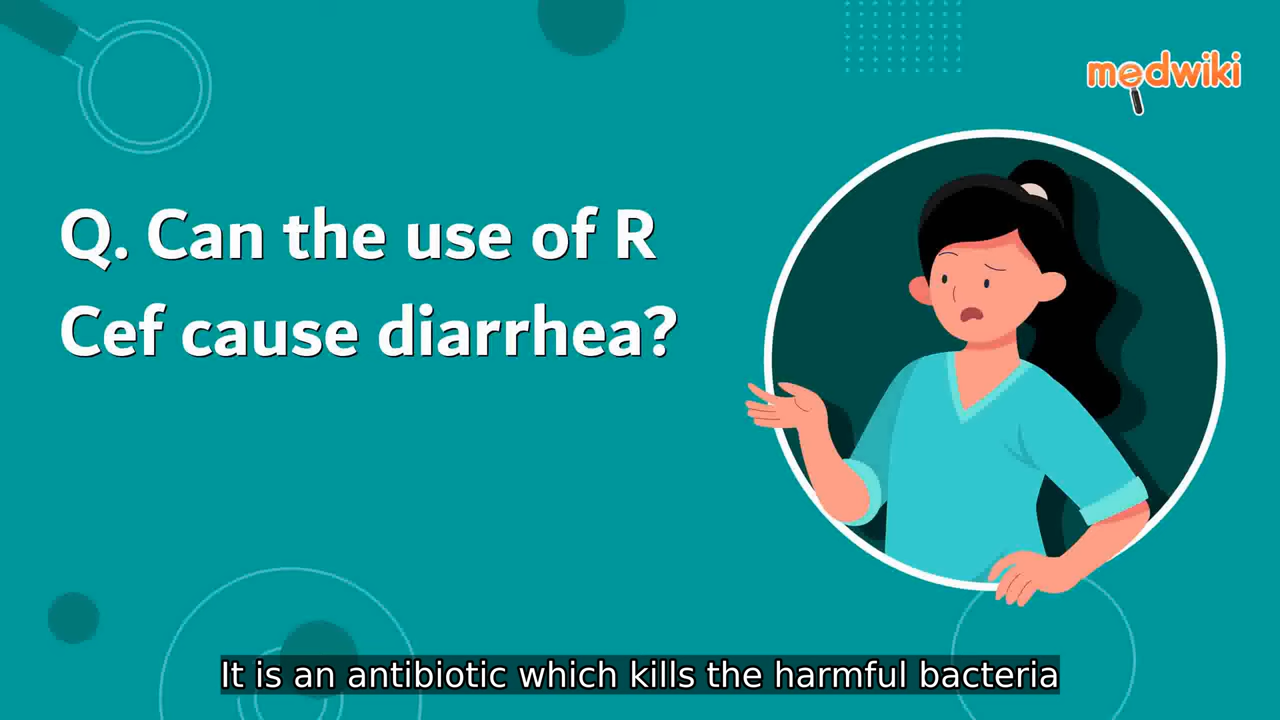 medwiki
Q. Can the use of R
Cef cause diarrhea?
It is an antibiotic which kills the harmful bacteria